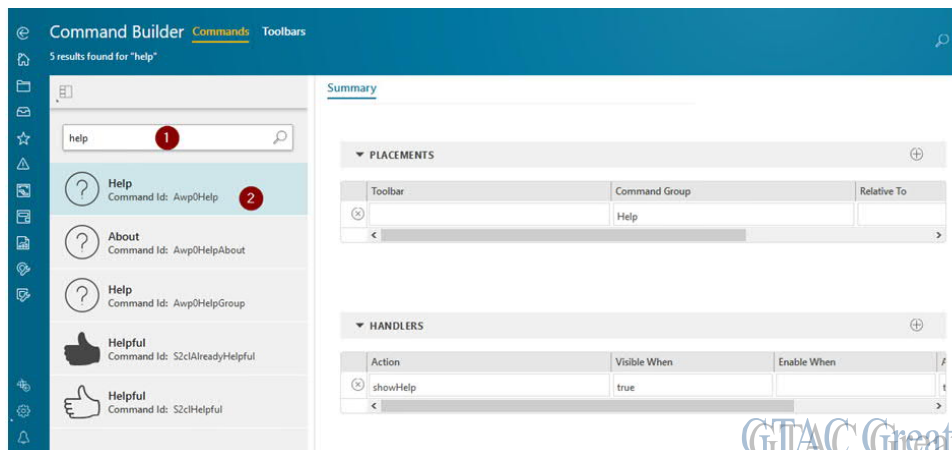 Command Builder Commands Toolbars
5 results found for "help"
Summary
help 1
PLACEMENTS
Help
Command Id: Awp0Help 2
Toolbar Command Group Relative To
Help
About
Command Id: Awp0HelpAbout
Help
Command Id: Awp0HelpGroup
HANDLERS
Helpful
Command Id: S2clAlreadyHelpful
Action Visible When Enable When A
showHelp true t
Helpful
Command Id: S2clHelpful
GTAC Great